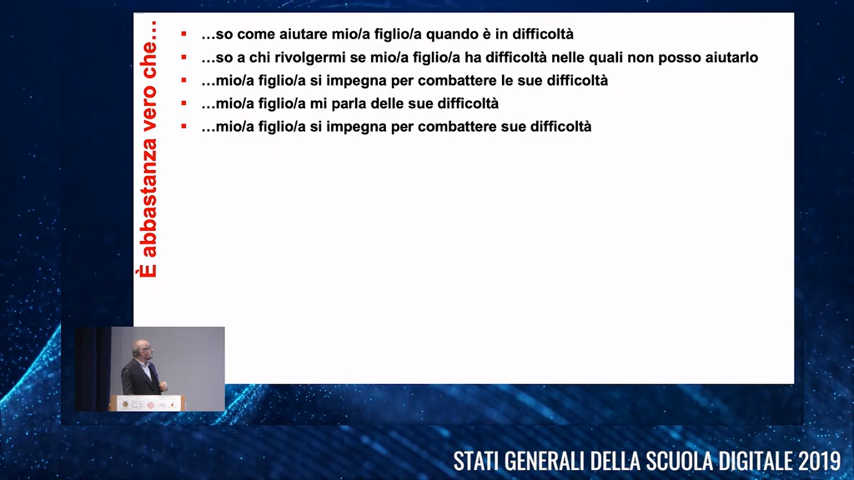 È abbastanza vero che…
…so come aiutare mio/a figlio/a quando è in difficoltà
…so a chi rivolgermi se mio/a figlio/a ha difficoltà nelle quali non posso aiutarlo
…mio/a figlio/a si impegna per combattere le sue difficoltà
…mio/a figlio/a mi parla delle sue difficoltà
…mio/a figlio/a si impegna per combattere sue difficoltà
STATI GENERALI DELLA SCUOLA DIGITALE 2019